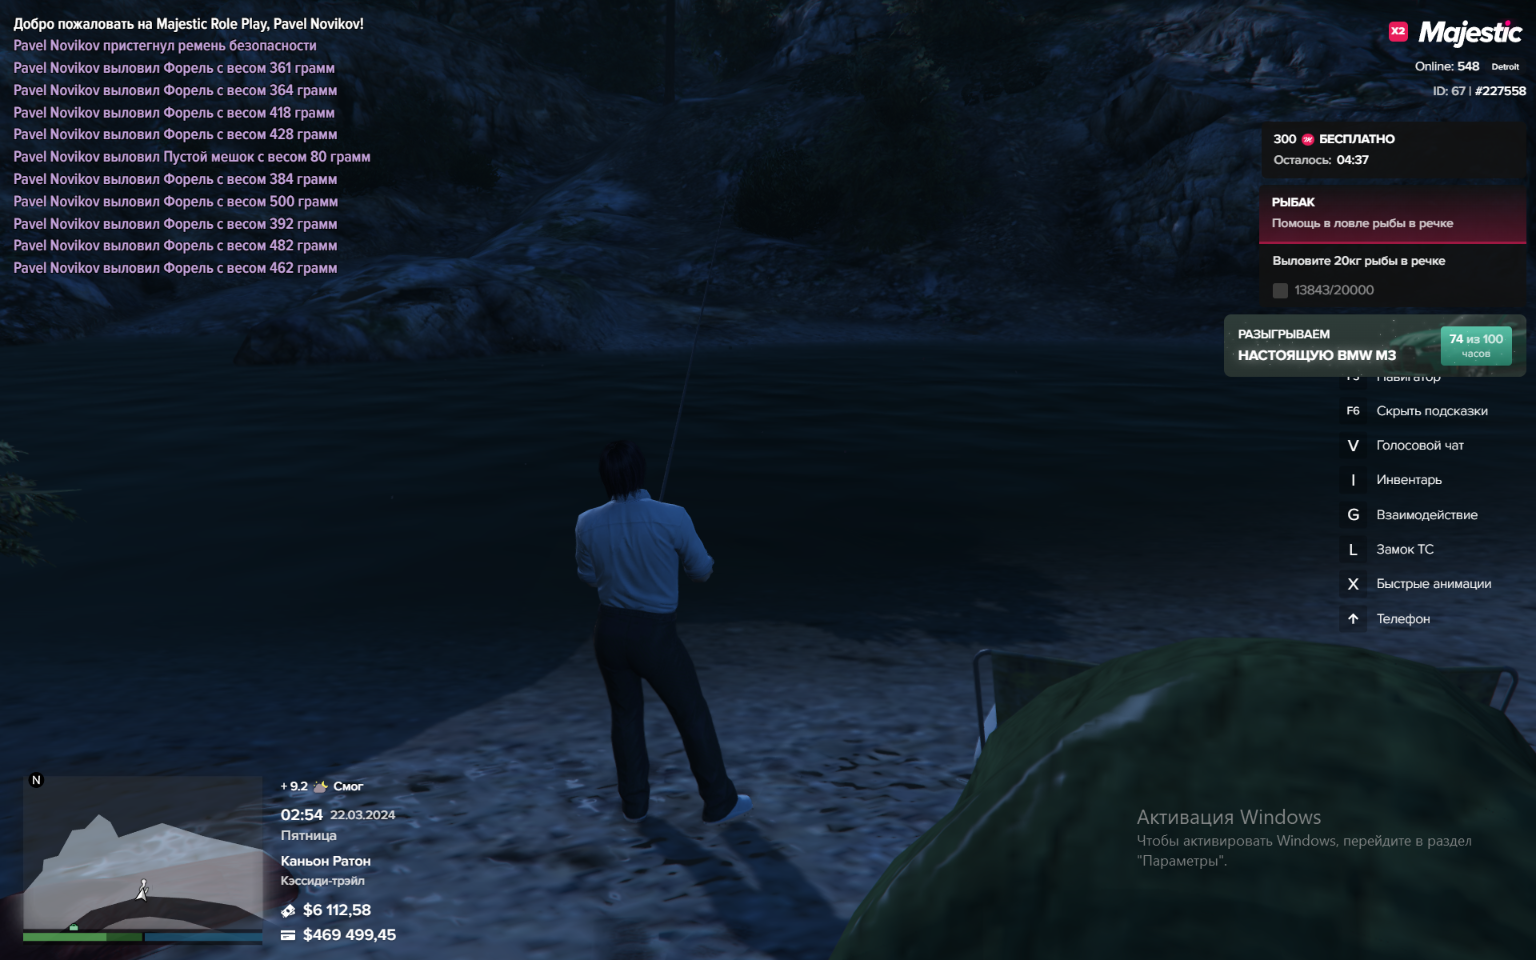 Добро пожаловать на Majestic Role Play, Pavel Novikov!
Pavel Novikov пристегнул ремень безопасности
Pavel Novikov выловил Форель с весом 361 грамм
Pavel Novikov выловил Форель с весом 364 грамм
Pavel Novikov выловил Форель с весом 418 грамм
Pavel Novikov выловил Форель с весом 428 грамм
Pavel Novikov выловил Пустой мешок с весом 80 грамм
Pavel Novikov выловил Форель с весом 384 грамм
Pavel Novikov выловил Форель с весом 500 грамм
Pavel Novikov выловил Форель с весом 392 грамм
Pavel Novikov выловил Форель с весом 482 грамм
Pavel Novikov выловил Форель с весом 462 грамм
X2 Majestic
Online: 548 Detroit
ID: 67 | #227558
300 БЕСПЛАТНО
Осталось: 04:37
РЫБАК
Помощь в ловле рыбы в речке
Выловите 20кг рыбы в речке
13843/20000
РАЗЫГРЫВАЕМ
НАСТОЯЩУЮ BMW M3
74 из 100
часов
Навигатор
F6 Скрыть подсказки
V Голосовой чат
I Инвентарь
G Взаимодействие
L Замок ТС
X Быстрые анимации
Телефон
N
+ 9.2 Смог
02:54 22.03.2024
Пятница
Каньон Ратон
Кэссиди-трэйл
$6 112,58
$469 499,45
Активация Windows
Чтобы активировать Windows, перейдите в раздел
"Параметры".